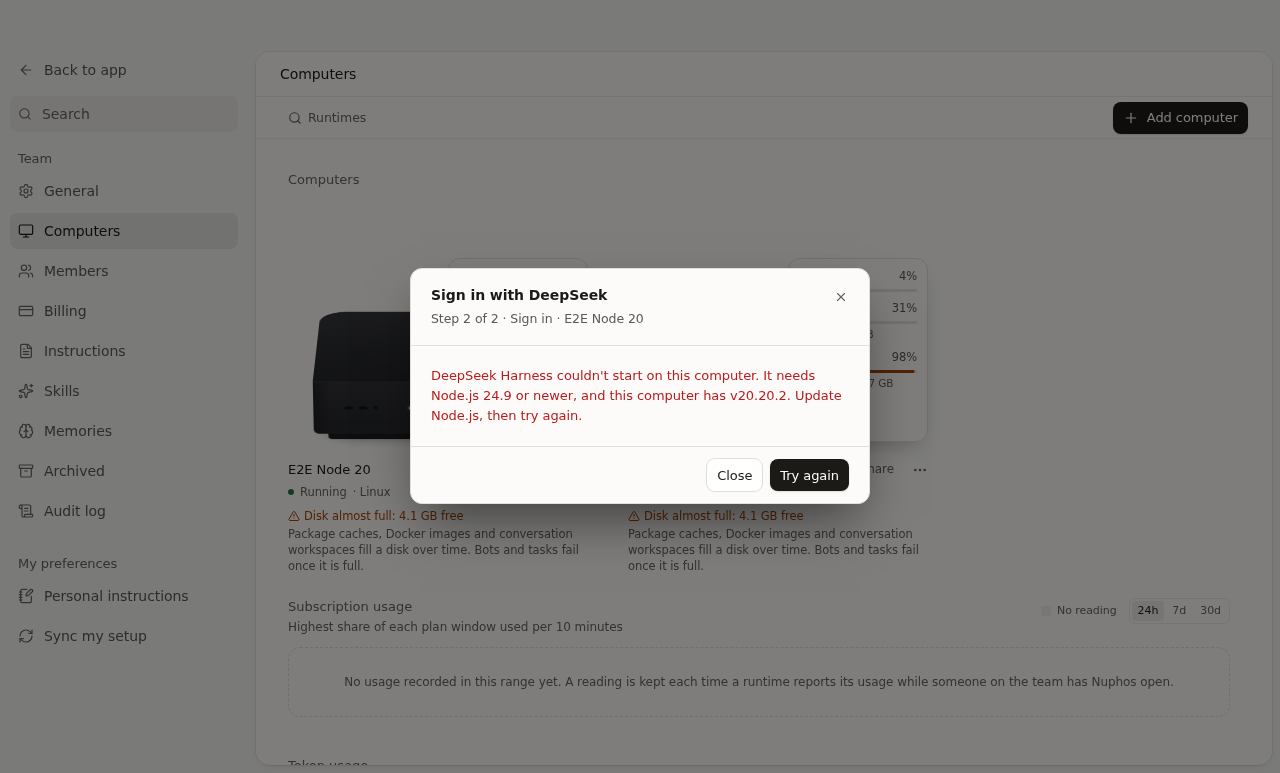 Back to app
Search
Team
General
Computers
Members
Billing
Instructions
Skills
Memories
Archived
Audit log
My preferences
Personal instructions
Sync my setup
Computers
Runtimes
Add computer
Computers
4%
31%
98%
7 GB
Sign in with DeepSeek
Step 2 of 2 · Sign in · E2E Node 20
DeepSeek Harness couldn't start on this computer. It needs
Node.js 24.9 or newer, and this computer has v20.20.2. Update
Node.js, then try again.
Close
Try again
E2E Node 20
Running · Linux
Disk almost full: 4.1 GB free
Package caches, Docker images and conversation
workspaces fill a disk over time. Bots and tasks fail
once it is full.
Disk almost full: 4.1 GB free
Package caches, Docker images and conversation
workspaces fill a disk over time. Bots and tasks fail
once it is full.
Subscription usage
Highest share of each plan window used per 10 minutes
No reading
24h 7d 30d
No usage recorded in this range yet. A reading is kept each time a runtime reports its usage while someone on the team has Nuphos open.
Token usage